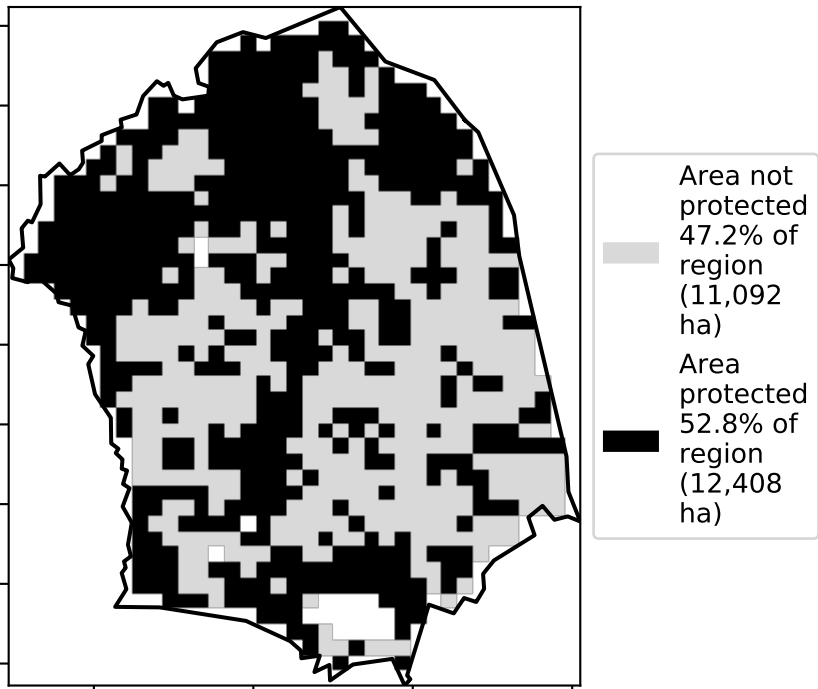 Area not
protected
47.2% of
region
(11,092
ha)
Area
protected
52.8% of
region
(12,408
ha)